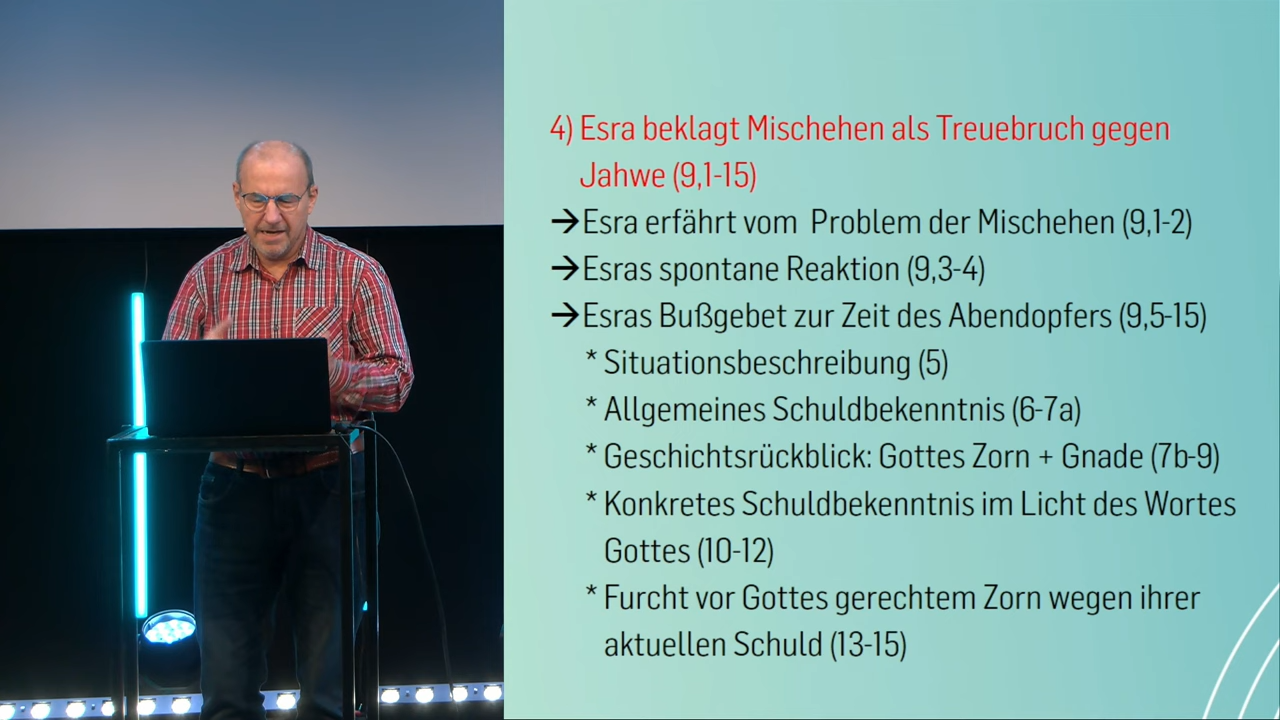 4) Esra beklagt Mischehen als Treuebruch gegen
Jahwe (9,1-15)
→Esra erfährt vom  Problem der Mischehen (9,1-2)
→Esras spontane Reaktion (9,3-4)
→Esras Bußgebet zur Zeit des Abendopfers (9,5-15)
* Situationsbeschreibung (5)
* Allgemeines Schuldbekenntnis (6-7a)
* Geschichtsrückblick: Gottes Zorn + Gnade (7b-9)
* Konkretes Schuldbekenntnis im Licht des Wortes
Gottes (10-12)
* Furcht vor Gottes gerechtem Zorn wegen ihrer
aktuellen Schuld (13-15)